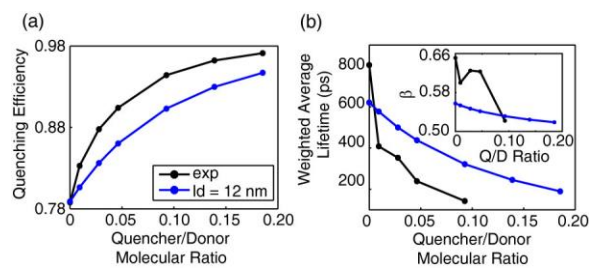 (a)
0.98
0.88
0.78
Quenching Efficiency
exp
ld = 12 nm
0
0.05
0.10
0.15
0.20
Quencher/Donor
Molecular Ratio
(b)
800
600
400
200
Weighted Average
Lifetime (ps)
0.66
0.58
0.50
β
0
0.10
0.20
Q/D Ratio
0
0.05
0.10
0.15
0.20
Quencher/Donor
Molecular Ratio